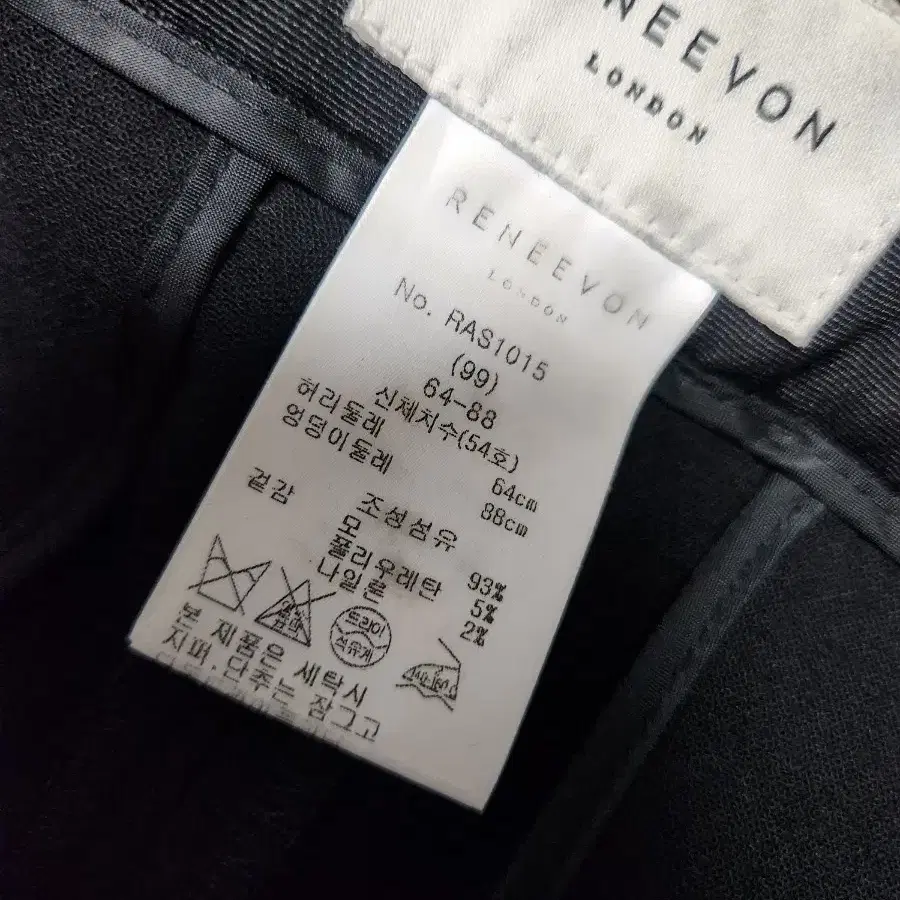 NEEVON
LONDON
RENEEVON
LONDON
No. RAS1015
(99)
64-88
신체치수(54호)
허리둘레 64cm
엉덩이둘레 88cm
조성섬유
겉감 모 93%
폴리우레탄 5%
나일론 2%
드라이
석유계
본 제품은 세탁시
지퍼,단추는 잠그고